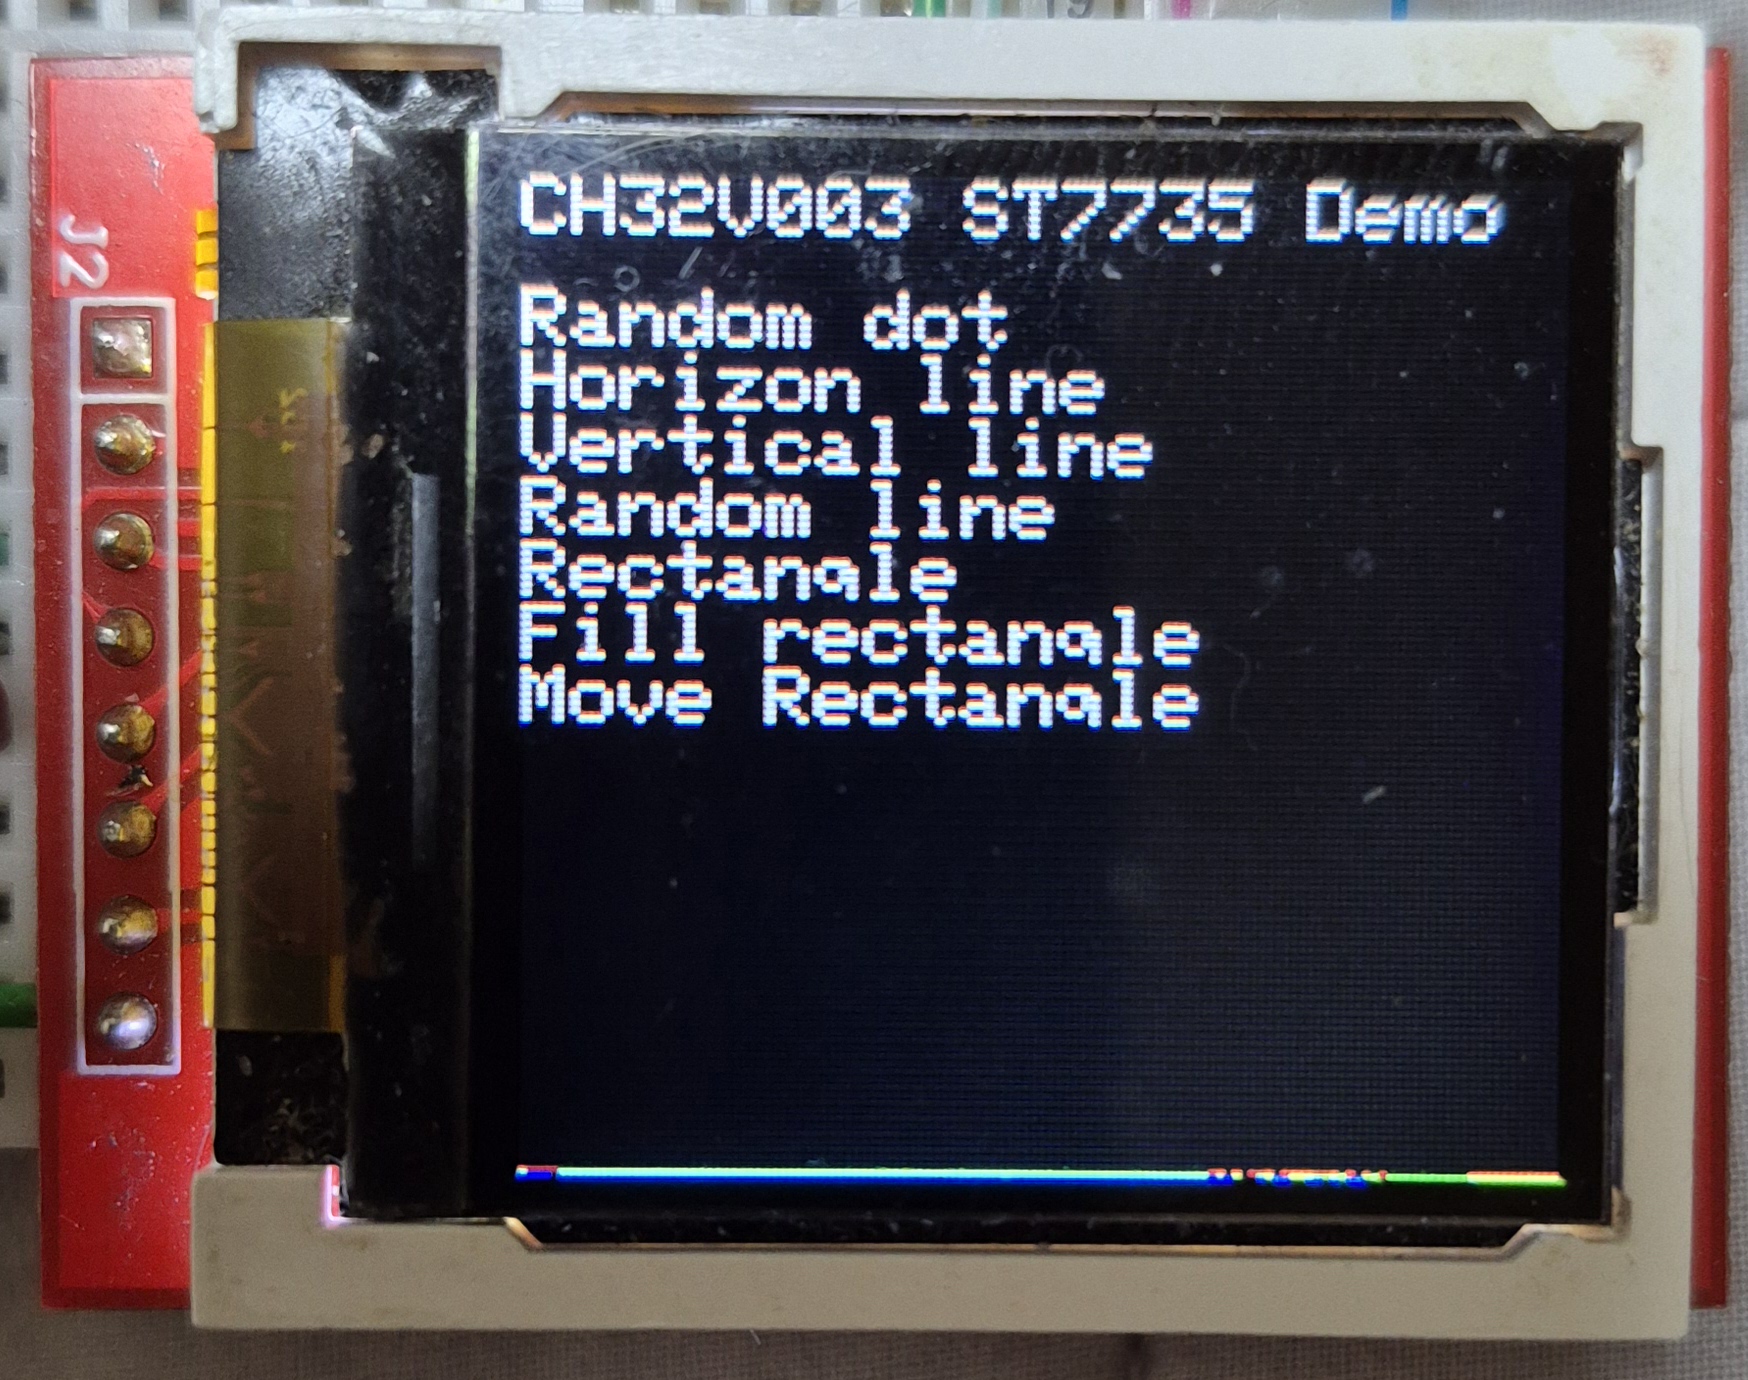 CH32V003 ST7735 Demo
Random dot
Horizon line
Vertical line
Random line
Rectangle
Fill rectangle
Move Rectangle
J2